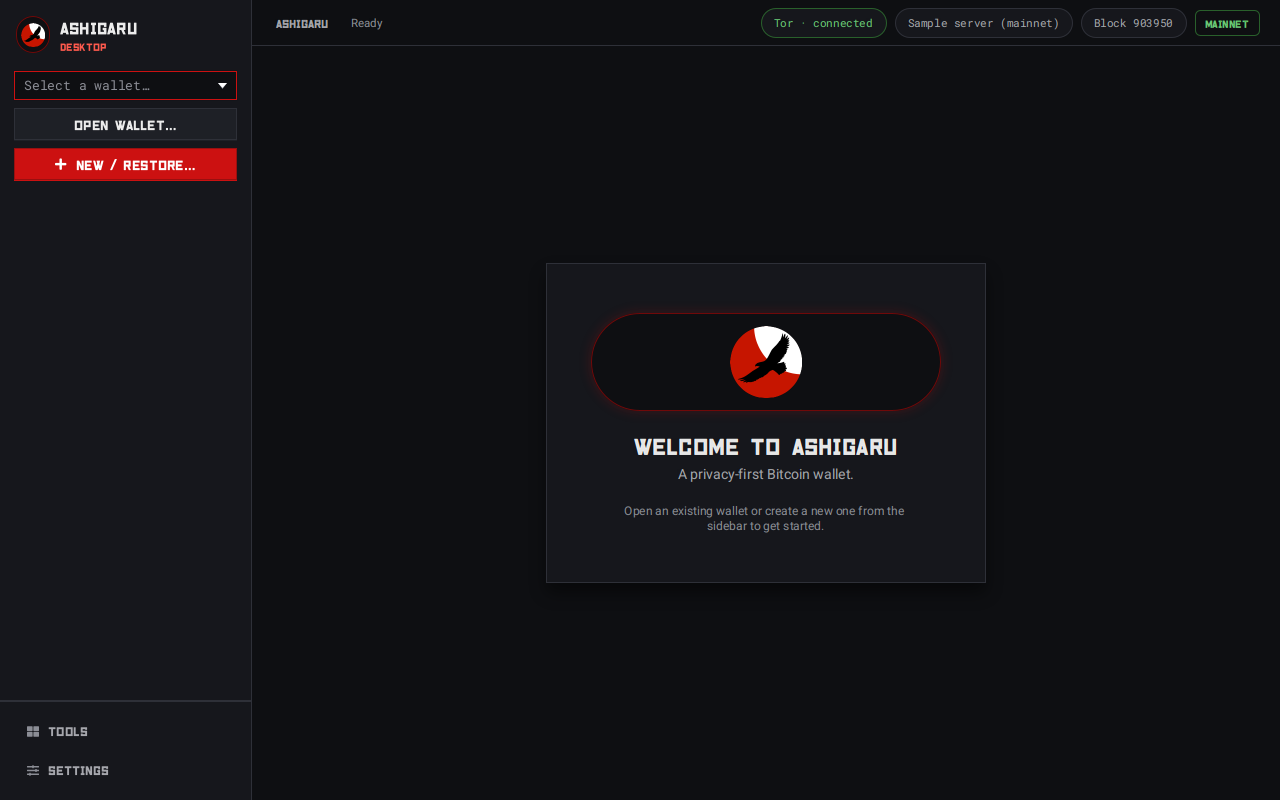 ASHIGARU
DESKTOP
Select a wallet…
OPEN WALLET...
+ NEW / RESTORE...
TOOLS
SETTINGS
ASHIGARU Ready Tor · connected Sample server (mainnet) Block 903950 MAINNET
WELCOME TO ASHIGARU
A privacy-first Bitcoin wallet.
Open an existing wallet or create a new one from the
sidebar to get started.